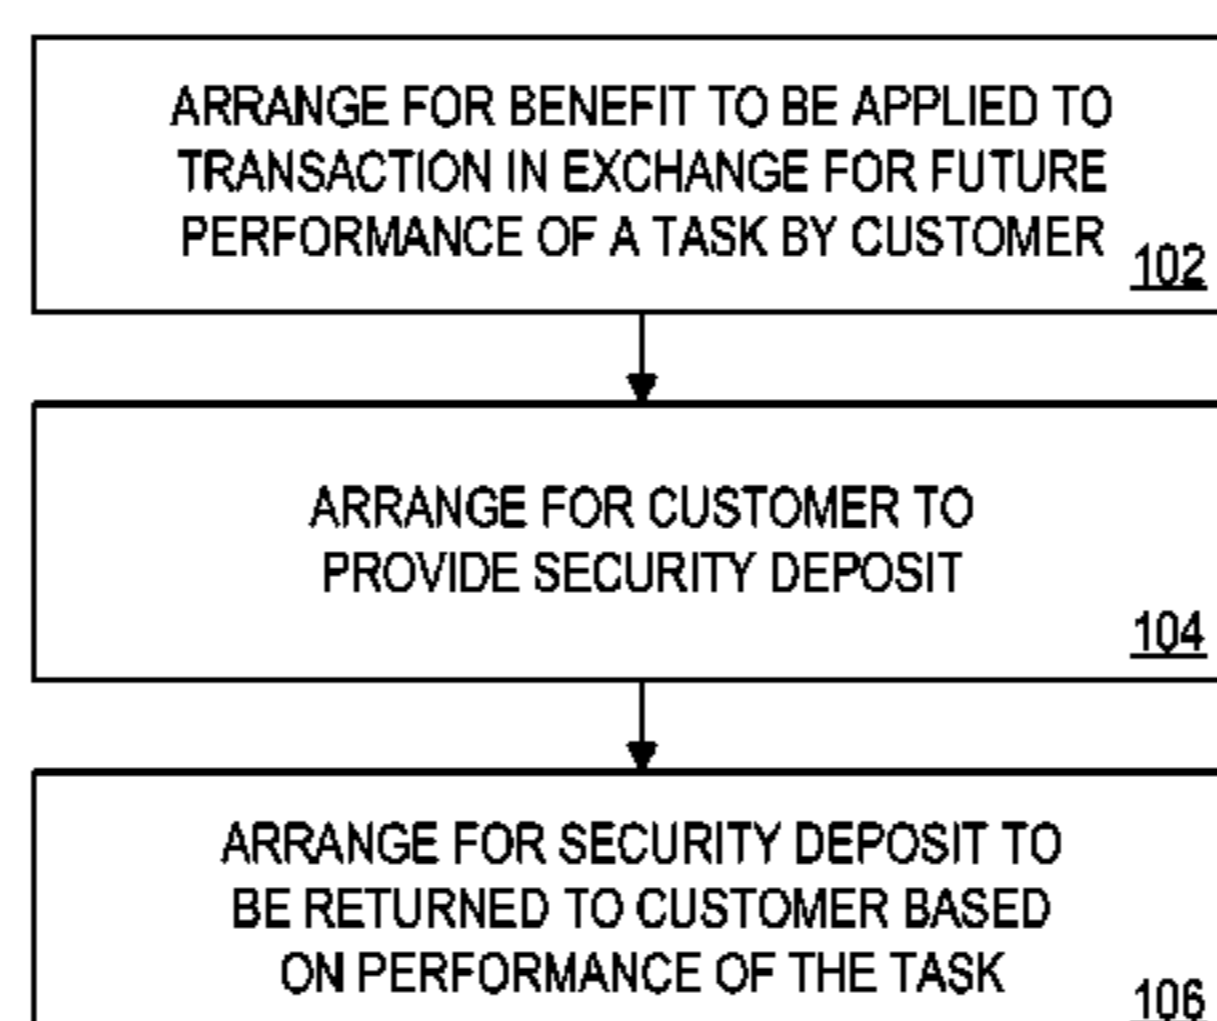 ARRANGE FOR BENEFIT TO BE APPLIED TO
TRANSACTION IN EXCHANGE FOR FUTURE
PERFORMANCE OF A TASK BY CUSTOMER
102
ARRANGE FOR CUSTOMER TO
PROVIDE SECURITY DEPOSIT
104
ARRANGE FOR SECURITY DEPOSIT TO
BE RETURNED TO CUSTOMER BASED
ON PERFORMANCE OF THE TASK
106